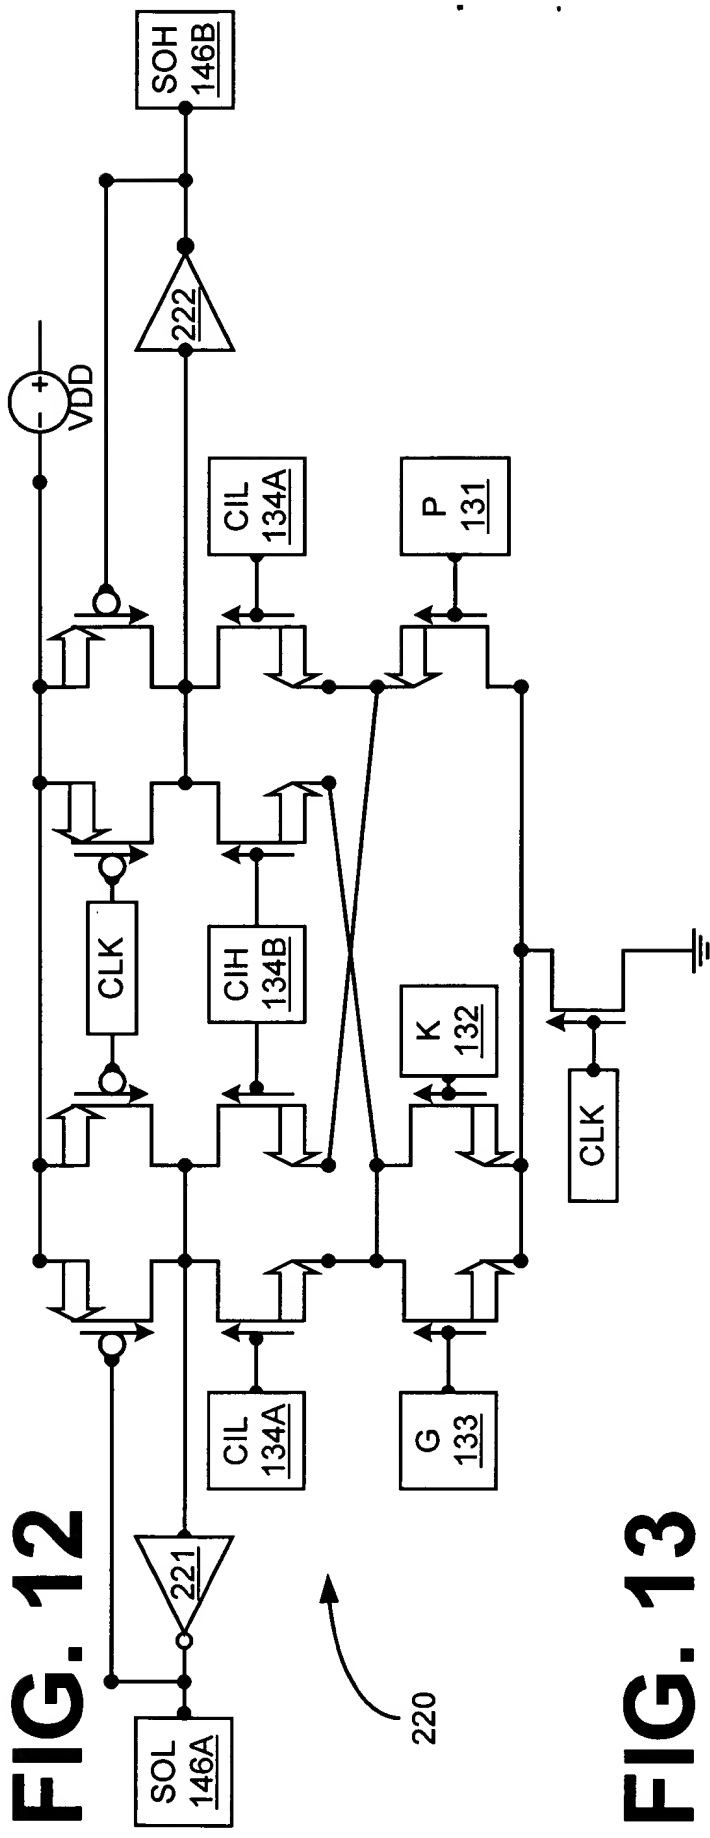 FIG. 12
VDD
- +
CLK
SOL
146A
221
222
SOH
146B
CIL
134A
CIH
134B
CIL
134A
G
133
K
132
P
131
220
CLK
FIG. 13